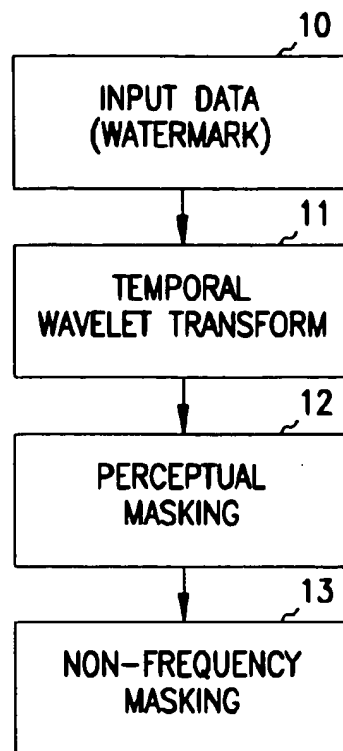 10
INPUT DATA
(WATERMARK)
11
TEMPORAL
WAVELET TRANSFORM
12
PERCEPTUAL
MASKING
13
NON-FREQUENCY
MASKING